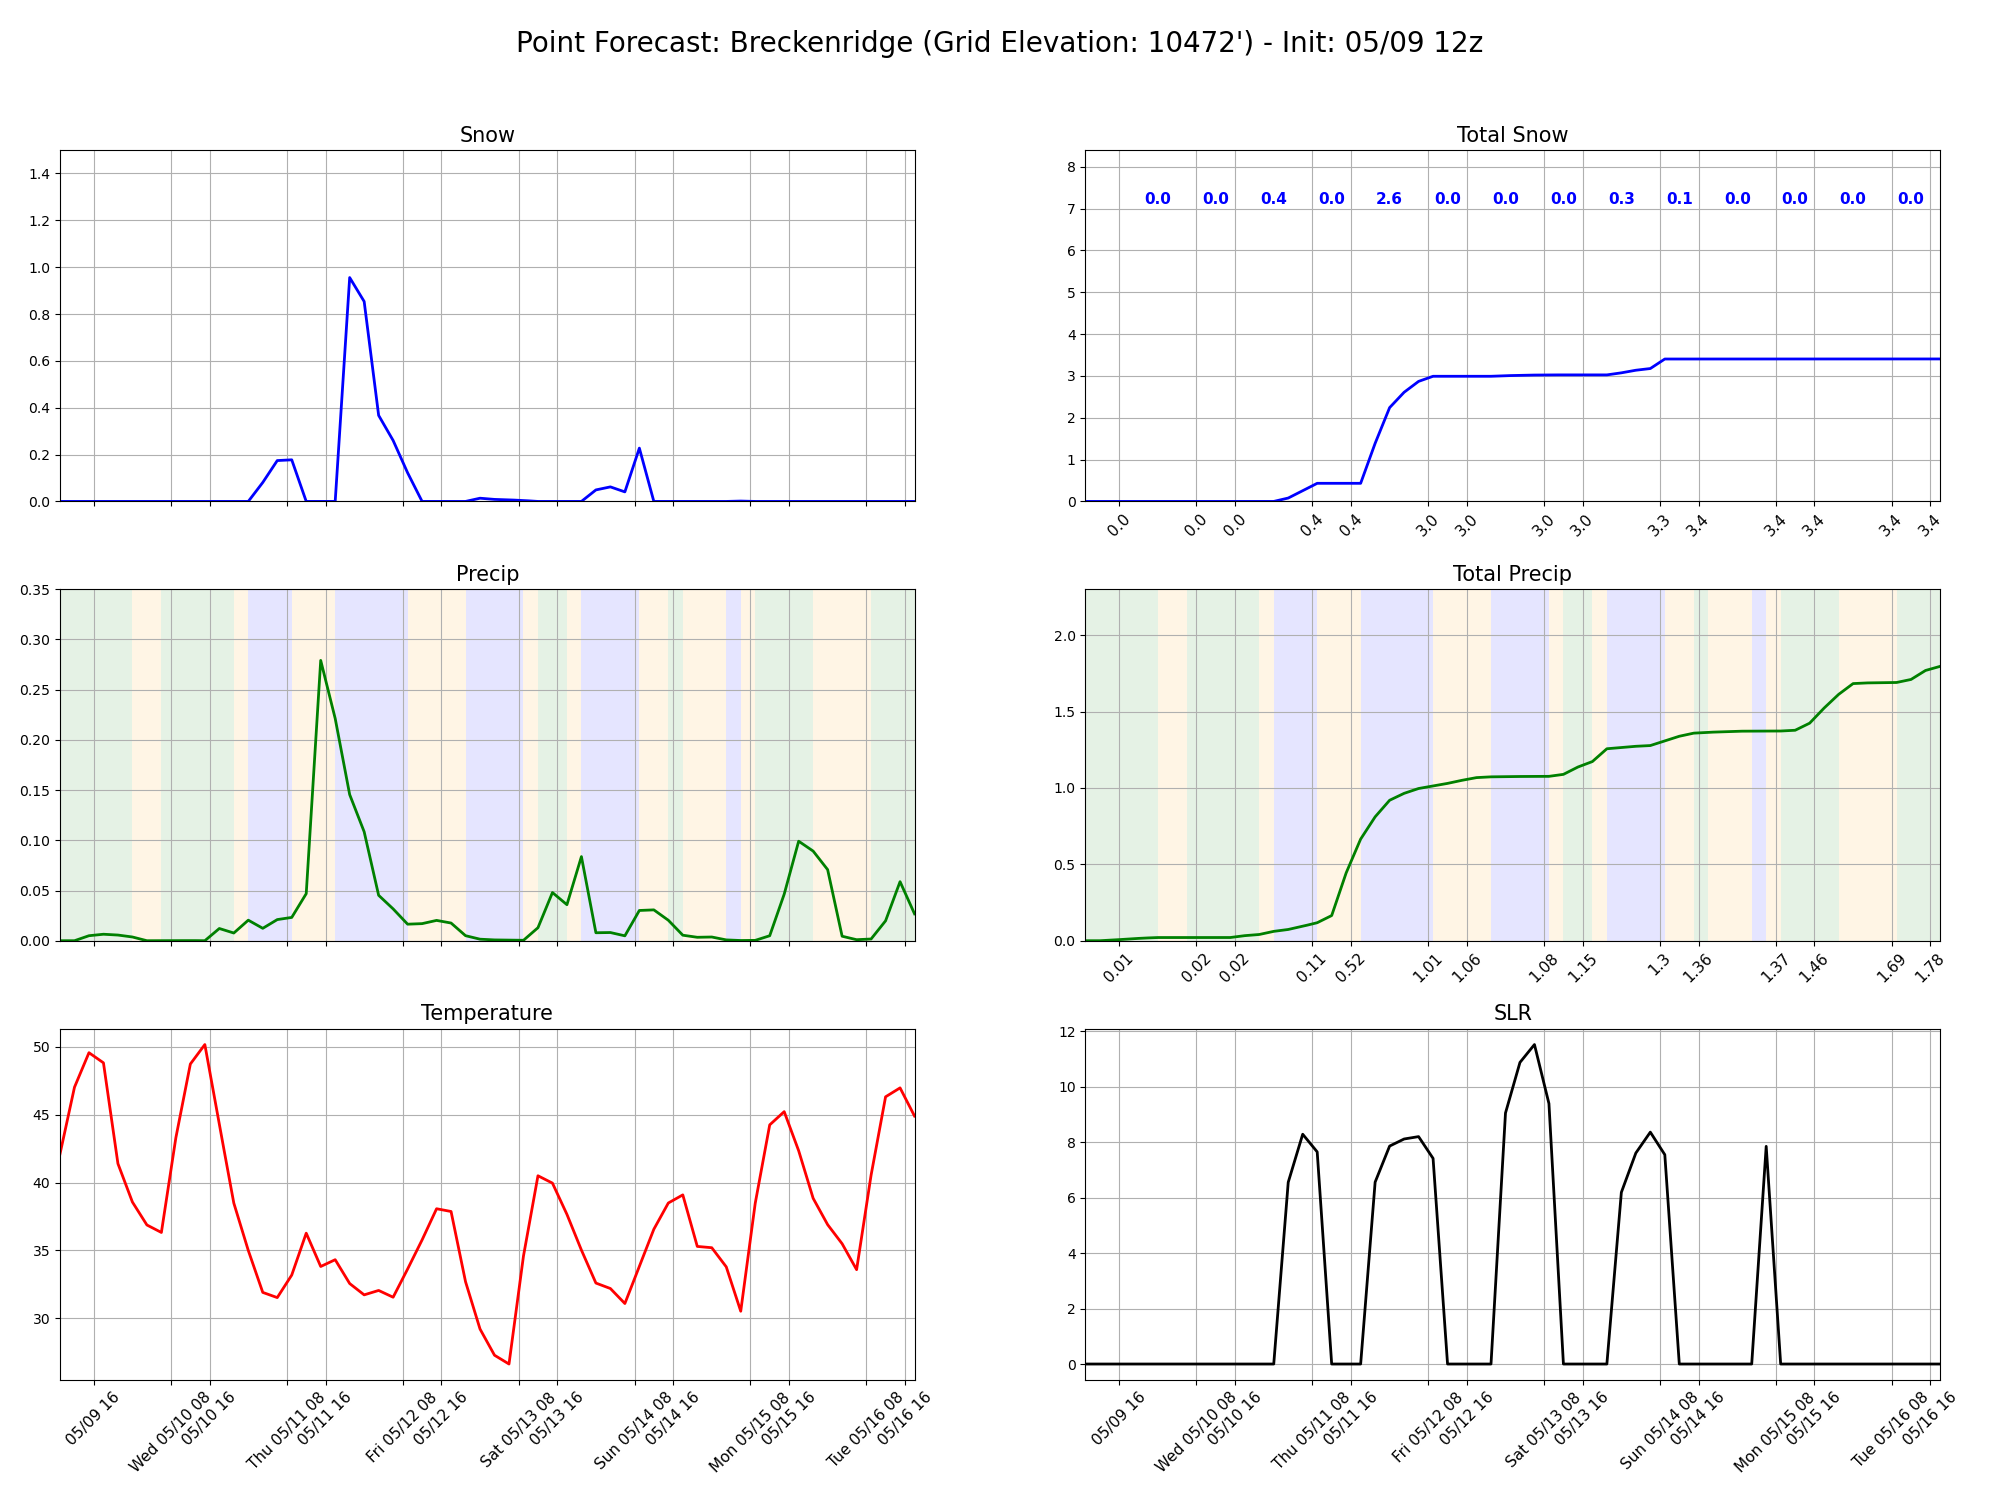 Point Forecast: Breckenridge (Grid Elevation: 10472') - Init: 05/09 12z
Snow
1.4
1.2
1.0
0.8
0.6
0.4
0.2
0.0
Total Snow
8
7
6
5
4
3
2
1
0
0.0 0.0 0.4 0.0 2.6 0.0 0.0 0.0 0.3 0.1 0.0 0.0 0.0 0.0
0.0 0.0 0.0 0.4 0.4 3.0 3.0 3.0 3.0 3.3 3.4 3.4 3.4 3.4 3.4
Precip
0.35
0.30
0.25
0.20
0.15
0.10
0.05
0.00
Total Precip
2.0
1.5
1.0
0.5
0.0
0.01 0.02 0.02 0.11 0.52 1.01 1.06 1.08 1.15 1.3 1.36 1.37 1.46 1.69 1.78
Temperature
50
45
40
35
30
05/09 16
Wed 05/10 08
05/10 16
Thu 05/11 08
05/11 16
Fri 05/12 08
05/12 16
Sat 05/13 08
05/13 16
Sun 05/14 08
05/14 16
Mon 05/15 08
05/15 16
Tue 05/16 08
05/16 16
SLR
12
10
8
6
4
2
0
05/09 16
Wed 05/10 08
05/10 16
Thu 05/11 08
05/11 16
Fri 05/12 08
05/12 16
Sat 05/13 08
05/13 16
Sun 05/14 08
05/14 16
Mon 05/15 08
05/15 16
Tue 05/16 08
05/16 16